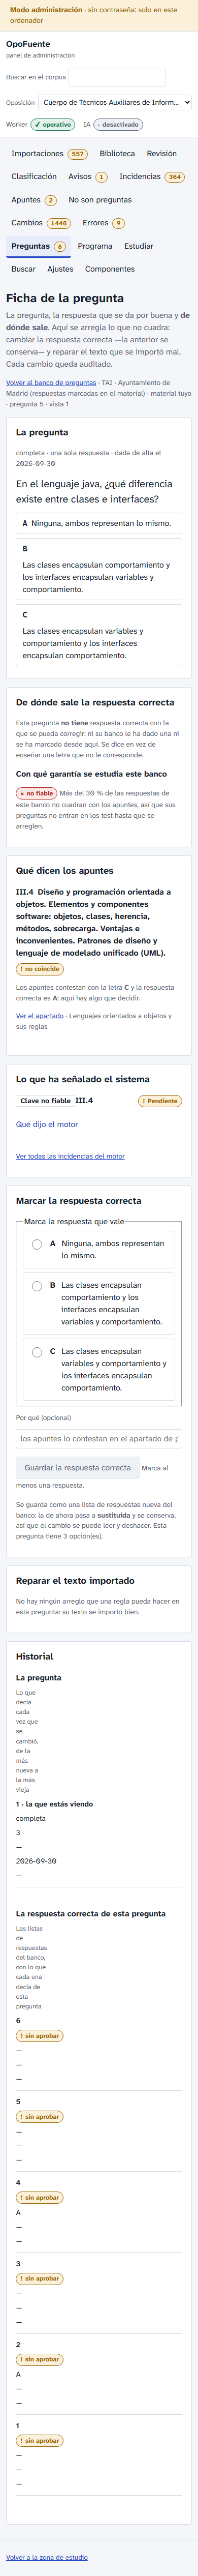 Modo administración · sin contraseña: solo en este
ordenador
OpoFuente
panel de administración
Buscar en el corpus
Oposición Cuerpo de Técnicos Auxiliares de Inform...
Worker ✓ operativo IA · desactivado
Importaciones 557 Biblioteca Revisión
Clasificación Avisos 1 Incidencias 364
Apuntes 2 No son preguntas
Cambios 1446 Errores 9
Preguntas 6 Programa Estudiar
Buscar Ajustes Componentes
Ficha de la pregunta
La pregunta, la respuesta que se da por buena y de
dónde sale. Aquí se arregla lo que no cuadra:
cambiar la respuesta correcta —la anterior se
conserva— y reparar el texto que se importó mal.
Cada cambio queda auditado.
Volver al banco de preguntas · TAI · Ayuntamiento de
Madrid (respuestas marcadas en el material) · material tuyo
· pregunta 5 · vista 1
La pregunta
completa · una sola respuesta · dada de alta el
2026-09-30
En el lenguaje java, ¿qué diferencia
existe entre clases e interfaces?
A Ninguna, ambos representan lo mismo.
B
Las clases encapsulan comportamiento y
los interfaces encapsulan variables y
comportamiento.
C
Las clases encapsulan variables y
comportamiento y los interfaces
encapsulan comportamiento.
De dónde sale la respuesta correcta
Esta pregunta no tiene respuesta correcta con la
que se pueda corregir: ni su banco le ha dado una ni
se ha marcado desde aquí. Se dice en vez de
enseñar una letra que no le corresponde.
Con qué garantía se estudia este banco
× no fiable Más del 30 % de las respuestas de
este banco no cuadran con los apuntes, así que sus
preguntas no entran en los test hasta que se
arreglen.
Qué dicen los apuntes
III.4 Diseño y programación orientada a
objetos. Elementos y componentes
software: objetos, clases, herencia,
métodos, sobrecarga. Ventajas e
inconvenientes. Patrones de diseño y
lenguaje de modelado unificado (UML).
! no coincide
Los apuntes contestan con la letra C y la respuesta
correcta es A: aquí hay algo que decidir.
Ver el apartado · Lenguajes orientados a objetos y
sus reglas
Lo que ha señalado el sistema
Clave no fiable III.4 ! Pendiente
Qué dijo el motor
Ver todas las incidencias del motor
Marcar la respuesta correcta
Marca la respuesta que vale
A Ninguna, ambos representan
lo mismo.
B Las clases encapsulan
comportamiento y los
interfaces encapsulan
variables y comportamiento.
C Las clases encapsulan
variables y comportamiento y
los interfaces encapsulan
comportamiento.
Por qué (opcional)
los apuntes lo contestan en el apartado de p
Guardar la respuesta correcta Marca al
menos una respuesta.
Se guarda como una lista de respuestas nueva del
banco: la de ahora pasa a sustituida y se conserva,
así que el cambio se puede leer y deshacer. Esta
pregunta tiene 3 opción(es).
Reparar el texto importado
No hay ningún arreglo que una regla pueda hacer en
esta pregunta: su texto se importó bien.
Historial
La pregunta
Lo que
decía
cada
vez que
se
cambió,
de la
más
nueva a
la más
vieja
1 · la que estás viendo
completa
3
—
2026-09-30
—
La respuesta correcta de esta pregunta
Las listas
de
respuestas
del banco,
con lo que
cada una
decía de
esta
pregunta
6
! sin aprobar
—
—
—
5
! sin aprobar
—
—
—
4
! sin aprobar
A
—
—
3
! sin aprobar
—
—
—
2
! sin aprobar
A
—
—
1
! sin aprobar
—
—
—
Volver a la zona de estudio